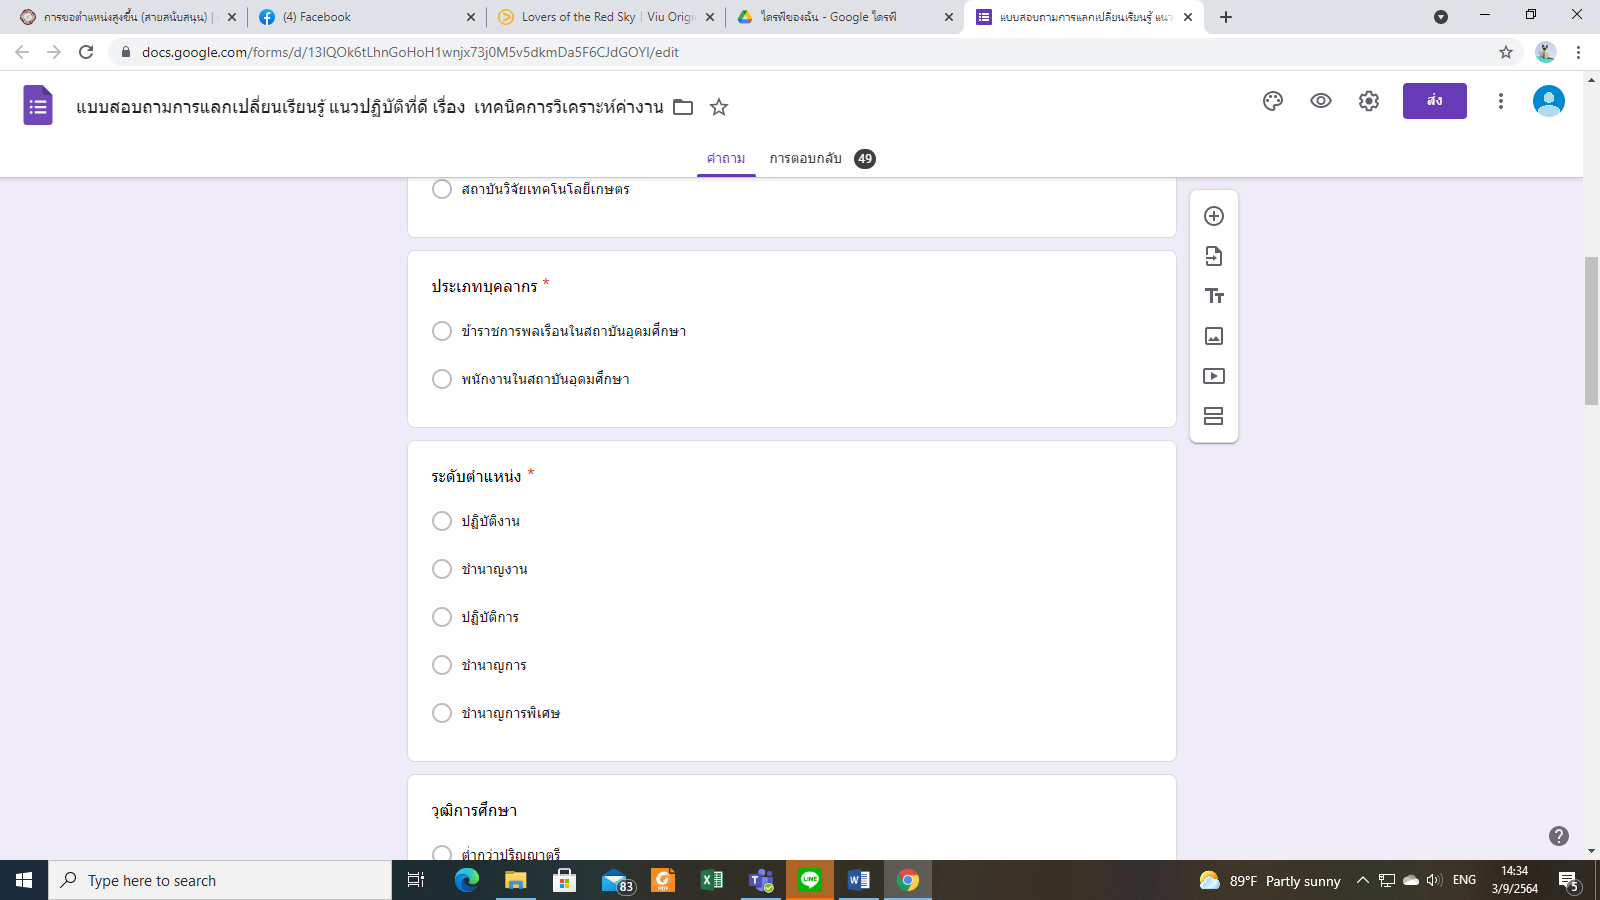 การขอตำแหน่งสูงขึ้น (สายสนับสนุน) |
(4) Facebook
Lovers of the Red Sky | Viu Origi
ไดรฟ์ของฉัน - Google ไดรฟ์
แบบสอบถามการแลกเปลี่ยนเรียนรู้ แนว
docs.google.com/forms/d/13IQOk6tLhnGoHoH1wnjx73j0M5v5dkmDa5F6CJdGOYI/edit
แบบสอบถามการแลกเปลี่ยนเรียนรู้ แนวปฏิบัติที่ดี เรื่อง เทคนิคการวิเคราะห์ค่างาน
ส่ง
คำถาม
การตอบกลับ 49
สถาบันวิจัยเทคโนโลยีเกษตร
ประเภทบุคลากร *
ข้าราชการพลเรือนในสถาบันอุดมศึกษา
พนักงานในสถาบันอุดมศึกษา
ระดับตำแหน่ง *
ปฏิบัติงาน
ชำนาญงาน
ปฏิบัติการ
ชำนาญการ
ชำนาญการพิเศษ
วุฒิการศึกษา
ต่ำกว่าปริญญาตรี
Type here to search
83
89°F Partly sunny
ENG
14:34
3/9/2564
5